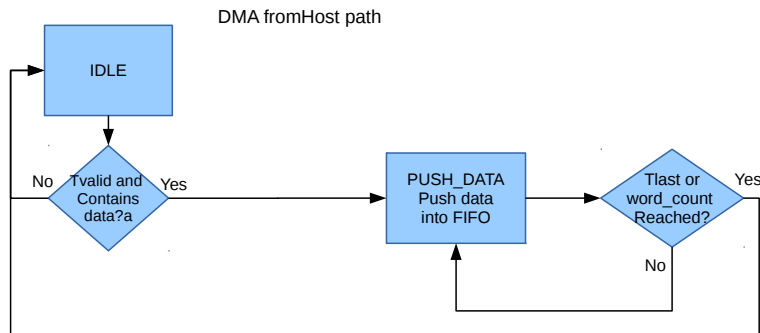 DMA fromHost path
IDLE
No
Tvalid and
Contains
data?a
Yes
PUSH_DATA
Push data
into FIFO
Tlast or
word_count
Reached?
Yes
No